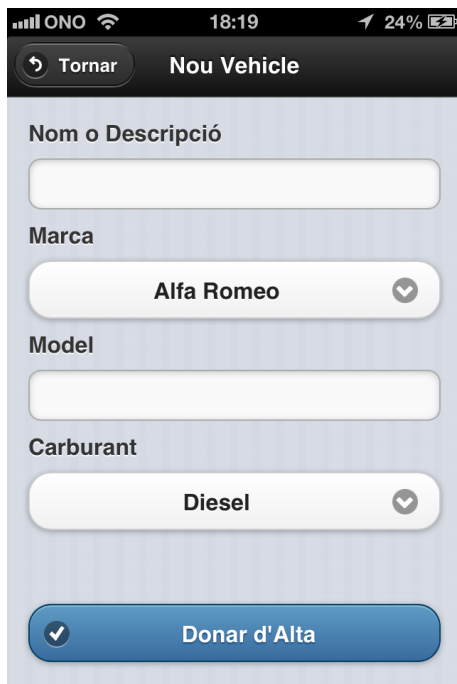 ONO 18:19 24%
Tornar Nou Vehicle
Nom o Descripció
Marca
Alfa Romeo
Model
Carburant
Diesel
Donar d'Alta